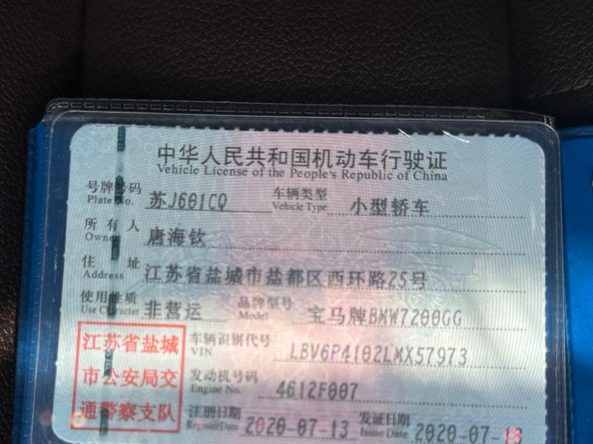 中华人民共和国机动车行驶证
Vehicle License of the People's Republic of China
号牌号码 苏J601CQ 车辆类型 小型轿车
Plate No. Vehicle Type
所有人 唐海钦
Owner
住址 江苏省盐城市盐都区西环路25号
Address
使用性质 非营运 品牌型号 宝马牌BMW7200GG
Use Character Model
江苏省盐城
市公安局交
通警察支队
车辆识别代号 LBV6P4102LMX57973
VIN
发动机号码 4612F007
Engine No.
注册日期 2020-07-13 发证日期 2020-07-13
Register Date Issue Date